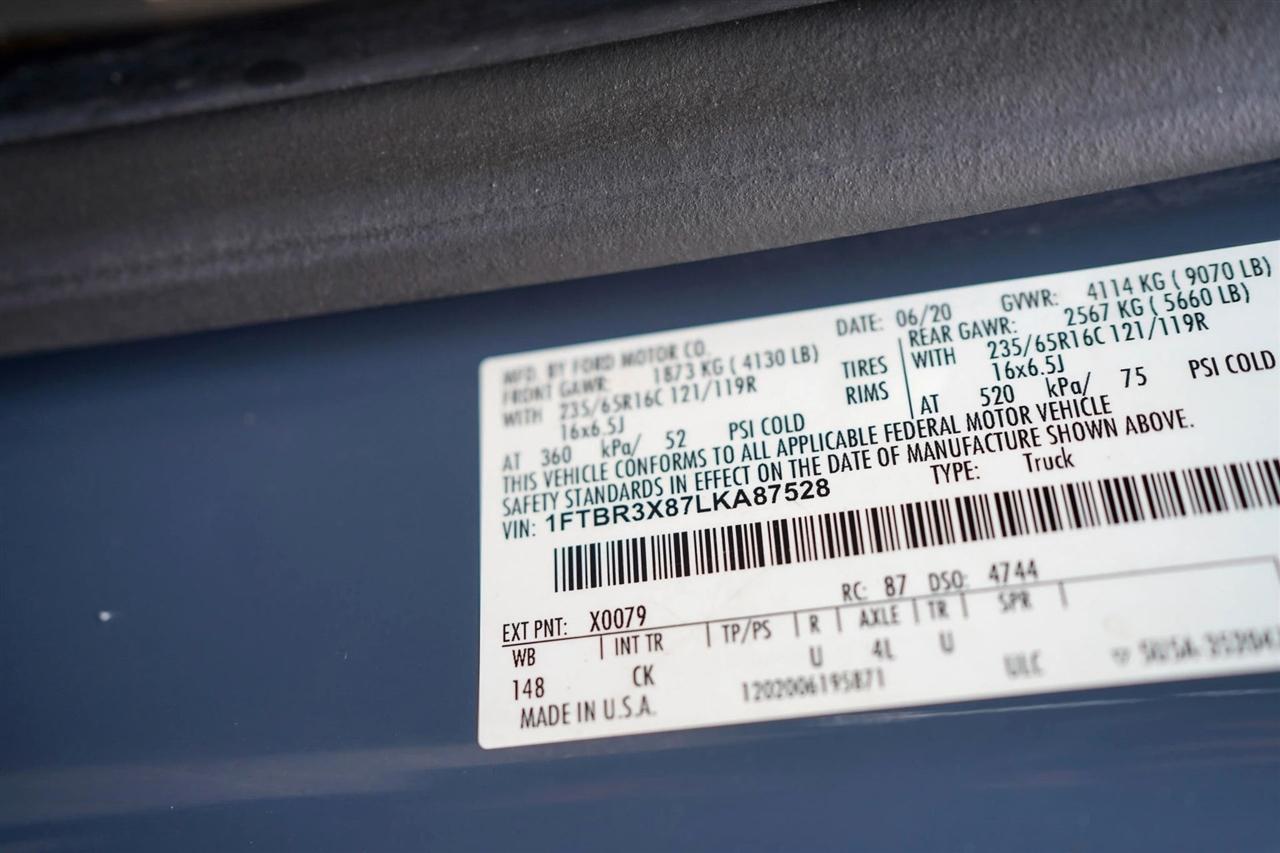 MFD. BY FORD MOTOR CO. DATE: 06/20 GVWR: 4114 KG ( 9070 LB)
FRONT GAWR: 1873 KG ( 4130 LB) REAR GAWR: 2567 KG ( 5660 LB)
WITH 235/65R16C 121/119R TIRES WITH 235/65R16C 121/119R
16x6.5J RIMS 16x6.5J
AT 360 kPa/ 52 PSI COLD AT 520 kPa/ 75 PSI COLD
THIS VEHICLE CONFORMS TO ALL APPLICABLE FEDERAL MOTOR VEHICLE
SAFETY STANDARDS IN EFFECT ON THE DATE OF MANUFACTURE SHOWN ABOVE.
VIN: 1FTBR3X87LKA87528 TYPE: Truck
EXT PNT: X0079 RC: 87 DSO: 4744
WB INT TR TP/PS R AXLE TR SPR
148 CK U 4L U ULC
MADE IN U.S.A. 1202006195871